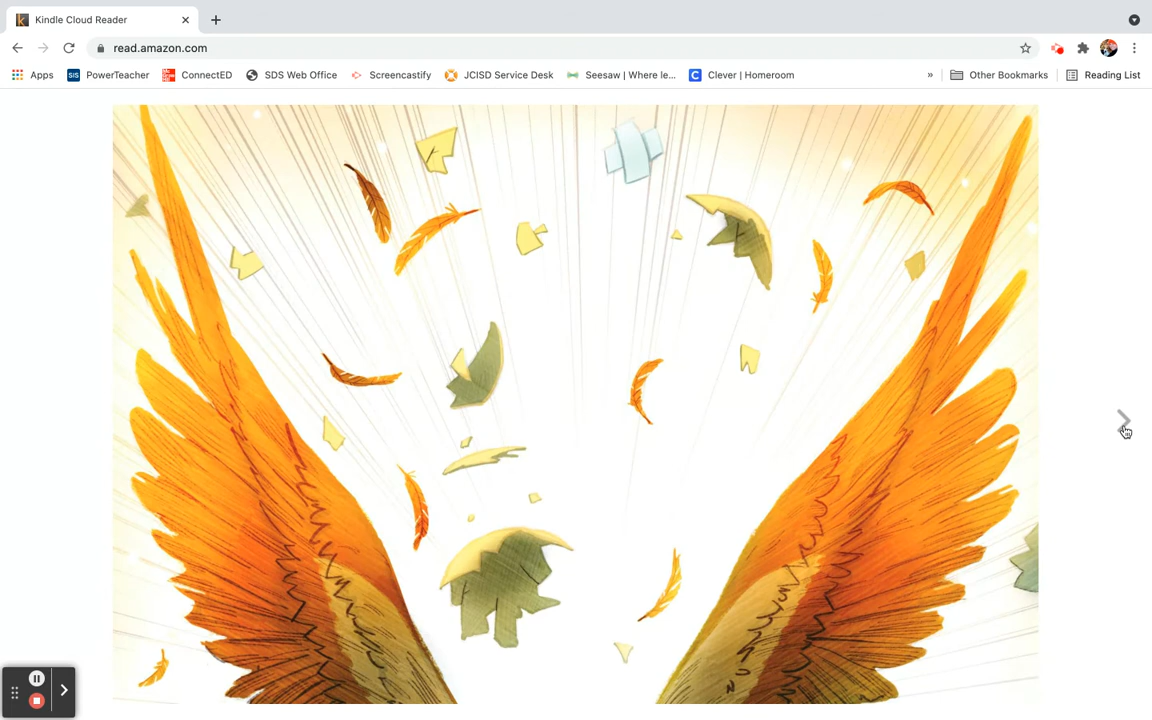 Kindle Cloud Reader
read.amazon.com
Apps SIS PowerTeacher ConnectED SDS Web Office Screencastify JCISD Service Desk Seesaw | Where le... C Clever | Homeroom » Other Bookmarks Reading List